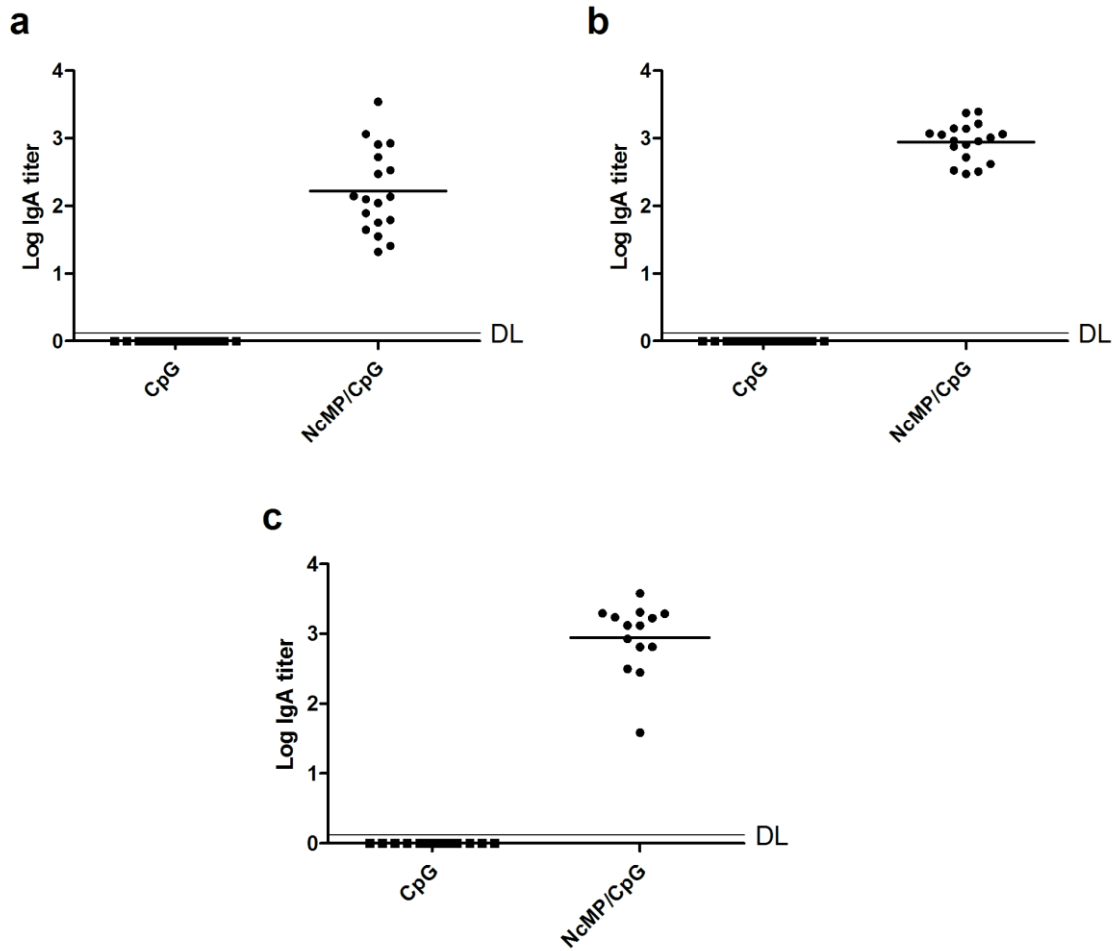 a
4
3
2
1
0
Log IgA titer
DL
CpG
NcMP/CpG
b
4
3
2
1
0
Log IgA titer
DL
CpG
NcMP/CpG
c
4
3
2
1
0
Log IgA titer
DL
CpG
NcMP/CpG